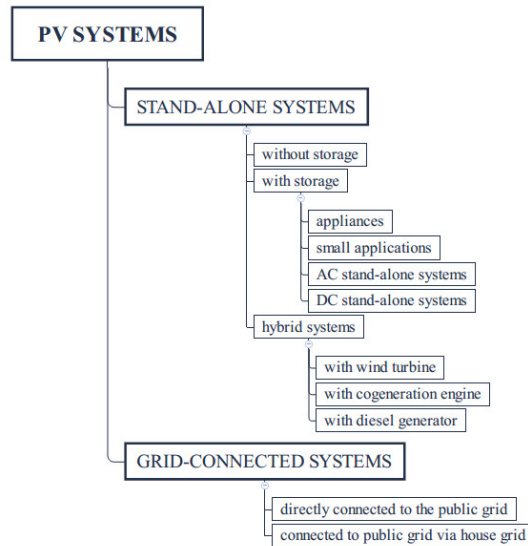 PV SYSTEMS
STAND-ALONE SYSTEMS
without storage
with storage
appliances
small applications
AC stand-alone systems
DC stand-alone systems
hybrid systems
with wind turbine
with cogeneration engine
with diesel generator
GRID-CONNECTED SYSTEMS
directly connected to the public grid
connected to public grid via house grid